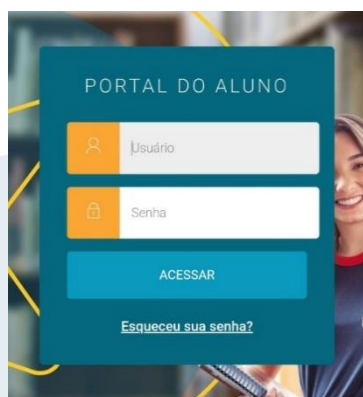 PORTAL DO ALUNO
Usuário
Senha
ACESSAR
Esqueceu sua senha?